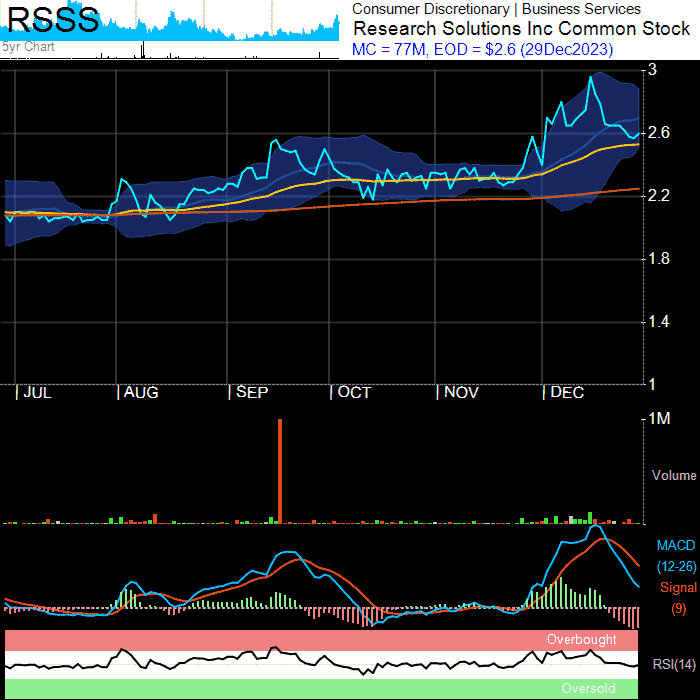 RSSS
5yr Chart
Consumer Discretionary | Business Services
Research Solutions Inc Common Stock
MC = 77M, EOD = $2.6 (29Dec2023)
3
2.6
2.2
1.8
1.4
1
JUL AUG SEP OCT NOV DEC
1M
Volume
MACD
(12-26)
Signal
(9)
Overbought
RSI(14)
Oversold